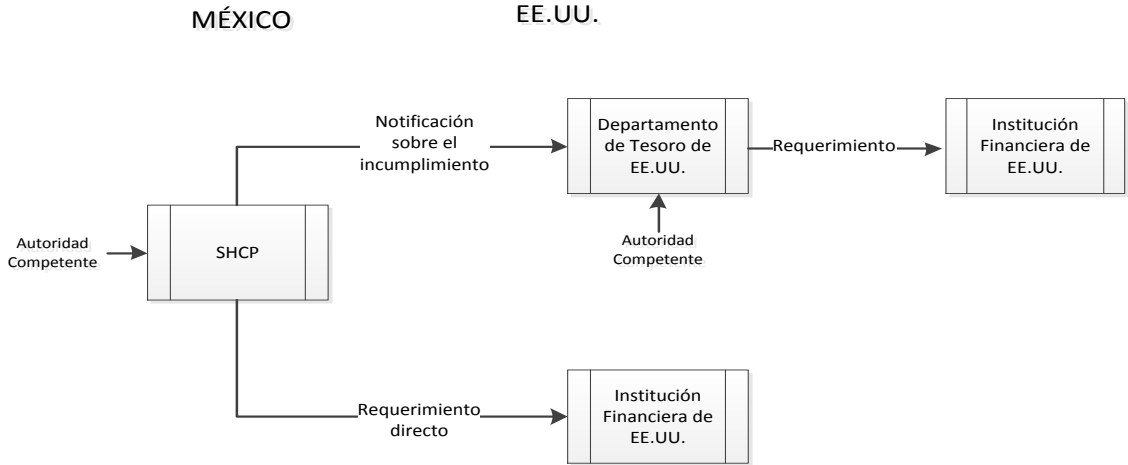 MÉXICO
EE.UU.
Notificación
sobre el
incumplimiento
Departamento
de Tesoro de
EE.UU.
Requerimiento
Institución
Financiera de
EE.UU.
Autoridad
Competente
SHCP
Autoridad
Competente
Requerimiento
directo
Institución
Financiera de
EE.UU.